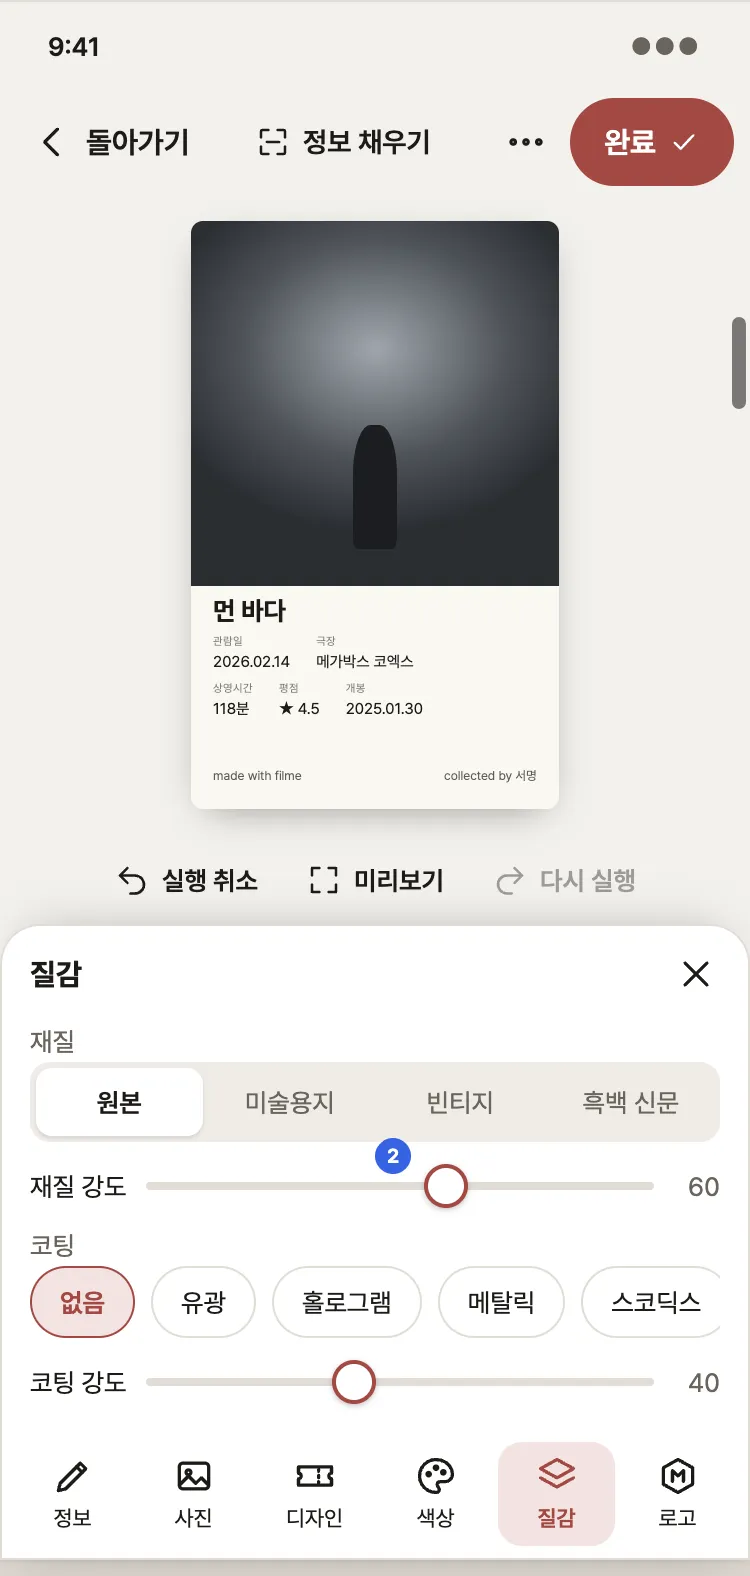 9:41
돌아가기 정보 채우기 완료
먼 바다
관람일 극장
2026.02.14 메가박스 코엑스
상영시간 평점 개봉
118분 ★ 4.5 2025.01.30
made with filme collected by 서명
실행 취소 미리보기 다시 실행
질감
재질
원본 미술용지 빈티지 흑백 신문
2
재질 강도 60
코팅
없음 유광 홀로그램 메탈릭 스코딕스
코팅 강도 40
정보 사진 디자인 색상 질감 로고